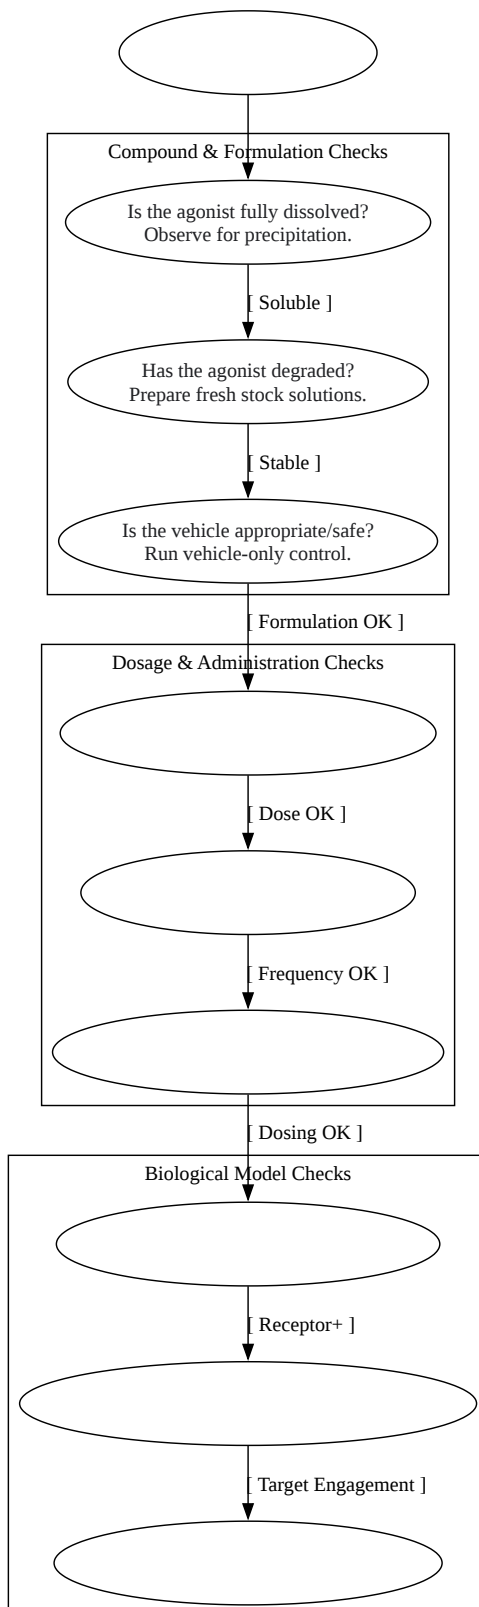 Compound & Formulation Checks
Is the agonist fully dissolved?
Observe for precipitation.
[ Soluble ]
Has the agonist degraded?
Prepare fresh stock solutions.
[ Stable ]
Is the vehicle appropriate/safe?
Run vehicle-only control.
[ Formulation OK ]
Dosage & Administration Checks
[ Dose OK ]
[ Frequency OK ]
[ Dosing OK ]
Biological Model Checks
[ Receptor+ ]
[ Target Engagement ]